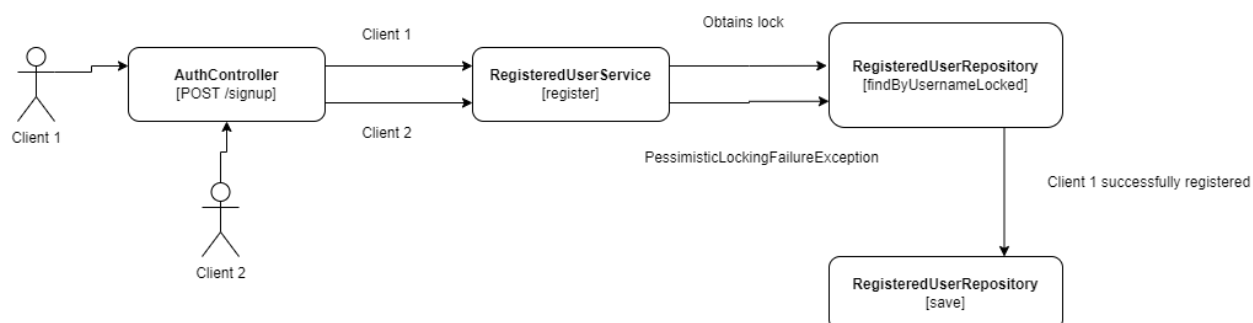 Obtains lock
Client 1
AuthController
[POST /signup]
RegisteredUserService
[register]
RegisteredUserRepository
[findByUsernameLocked]
Client 1
Client 2
PessimisticLockingFailureException
Client 1 successfully registered
Client 2
RegisteredUserRepository
[save]